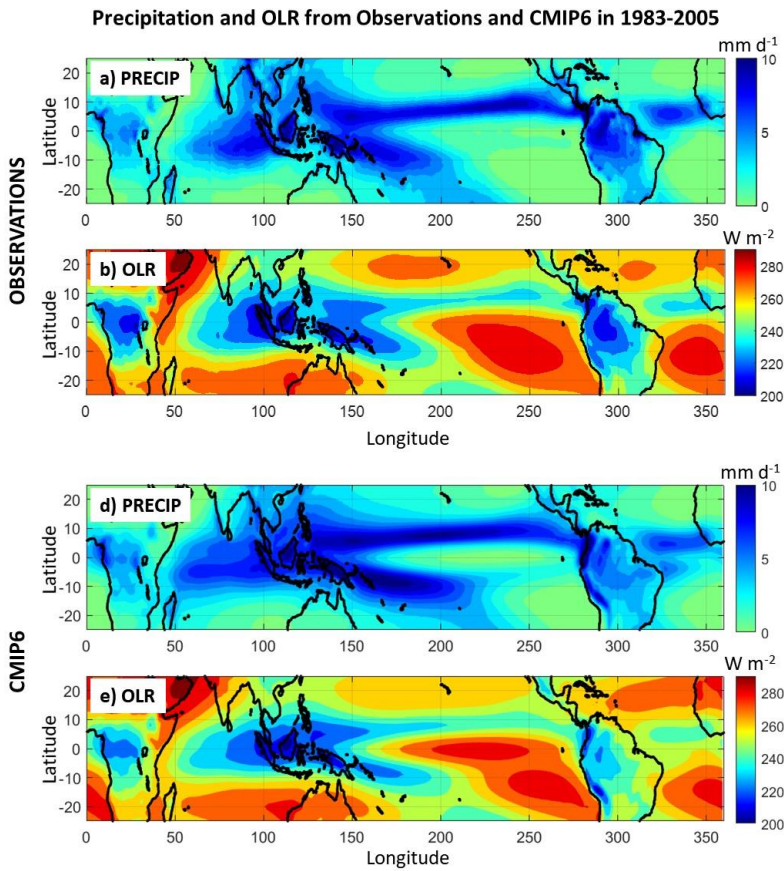 Precipitation and OLR from Observations and CMIP6 in 1983-2005
OBSERVATIONS
mm d⁻¹
a) PRECIP
Latitude
20
10
0
-10
-20
0 50 100 150 200 250 300 350
10
5
0
W m⁻²
b) OLR
Latitude
20
10
0
-10
-20
0 50 100 150 200 250 300 350
Longitude
280
260
240
220
200
CMIP6
mm d⁻¹
d) PRECIP
Latitude
20
10
0
-10
-20
0 50 100 150 200 250 300 350
10
5
0
W m⁻²
e) OLR
Latitude
20
10
0
-10
-20
0 50 100 150 200 250 300 350
Longitude
280
260
240
220
200